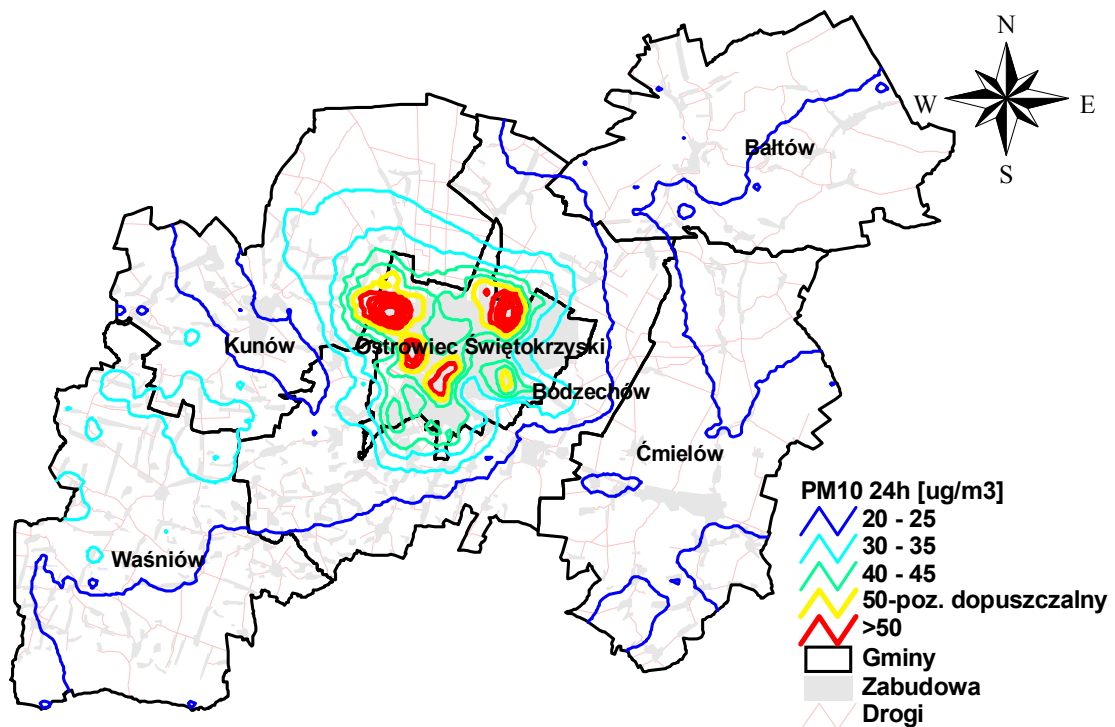 N
W
E
S
Bałtów
Kunów
Ostrowiec Świętokrzyski
Bodzechów
Ćmielów
Waśniów
PM10 24h [ug/m3]
20 - 25
30 - 35
40 - 45
50-poz. dopuszczalny
>50
Gminy
Zabudowa
Drogi